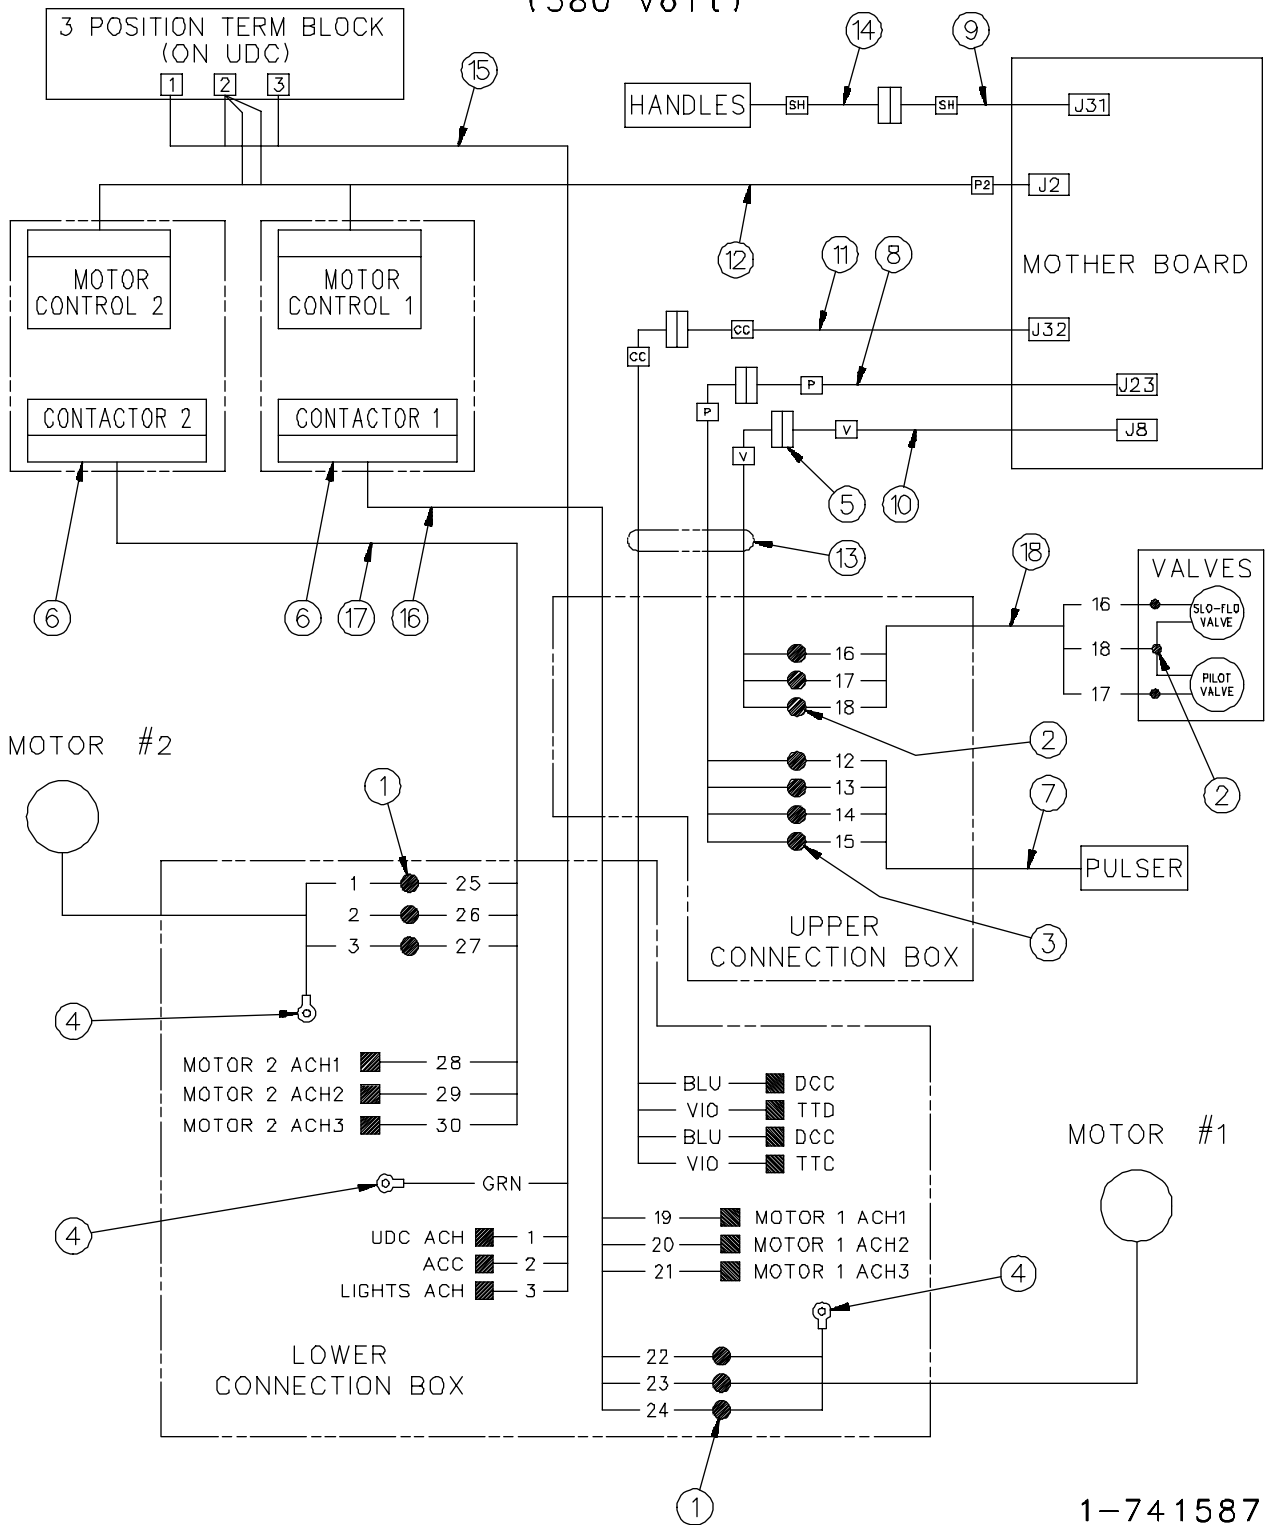 (380 Volt)
3 POSITION TERM BLOCK
(ON UDC)
1 2 3
15
14
9
HANDLES
SH
SH
J31
P2
J2
12
11
8
MOTHER BOARD
MOTOR
CONTROL 2
MOTOR
CONTROL 1
CC
CC
J32
P
P
J23
V
V
J8
CONTACTOR 2
CONTACTOR 1
5
10
13
6
17
6
16
18
VALVES
16
SLO-FLO
VALVE
18
17
PILOT
VALVE
16
17
18
2
2
12
13
14
15
7
PULSER
3
UPPER
CONNECTION BOX
MOTOR #2
1
1 25
2 26
3 27
4
MOTOR 2 ACH1 28
MOTOR 2 ACH2 29
MOTOR 2 ACH3 30
BLU DCC
VIO TTD
BLU DCC
VIO TTC
MOTOR #1
4
GRN
UDC ACH 1
ACC 2
LIGHTS ACH 3
19 MOTOR 1 ACH1
20 MOTOR 1 ACH2
21 MOTOR 1 ACH3
4
22
23
24
LOWER
CONNECTION BOX
1
1-741587